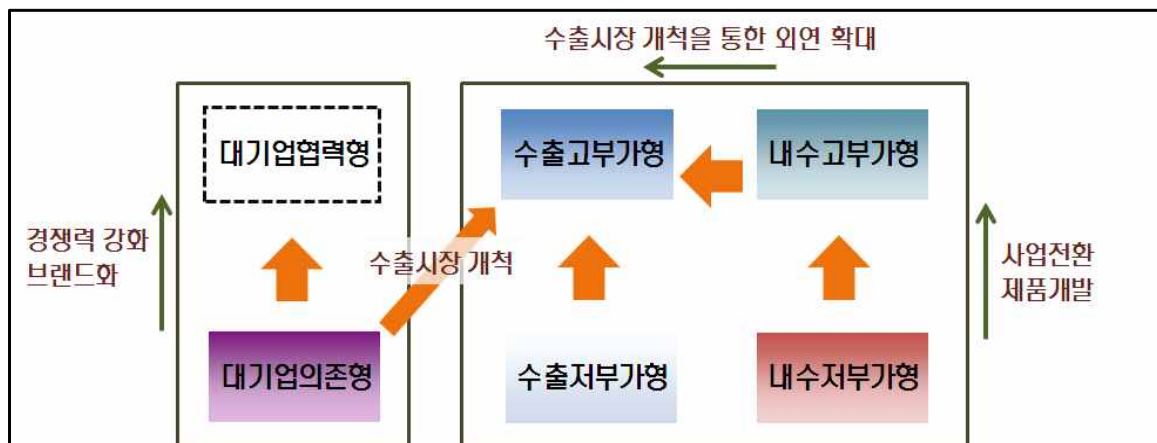 수출시장 개척을 통한 외연 확대
대기업협력형
수출고부가형
내수고부가형
경쟁력 강화
브랜드화
수출시장 개척
사업전환
제품개발
대기업의존형
수출저부가형
내수저부가형